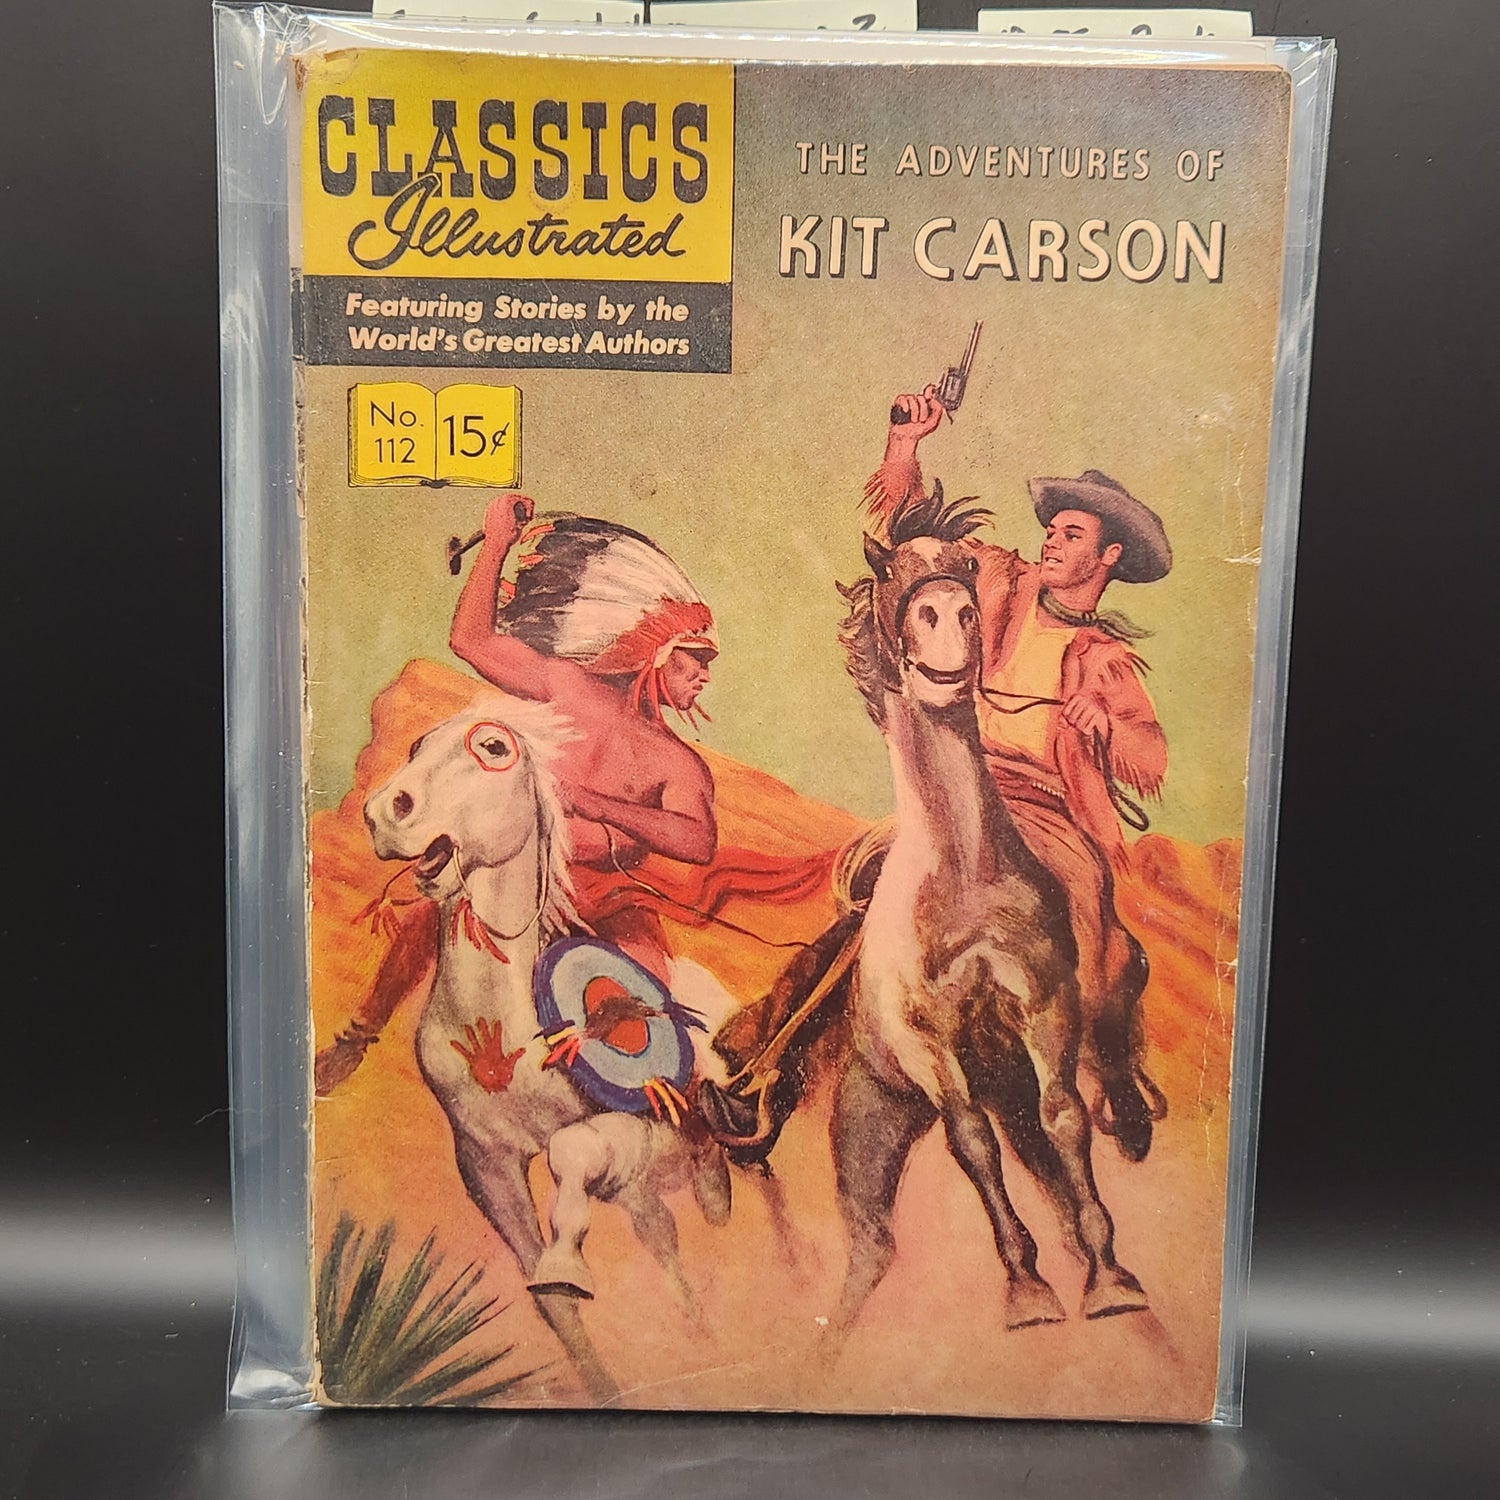 CLASSICS
Illustrated
Featuring Stories by the
World's Greatest Authors
No.
112
15¢
THE ADVENTURES OF
KIT CARSON